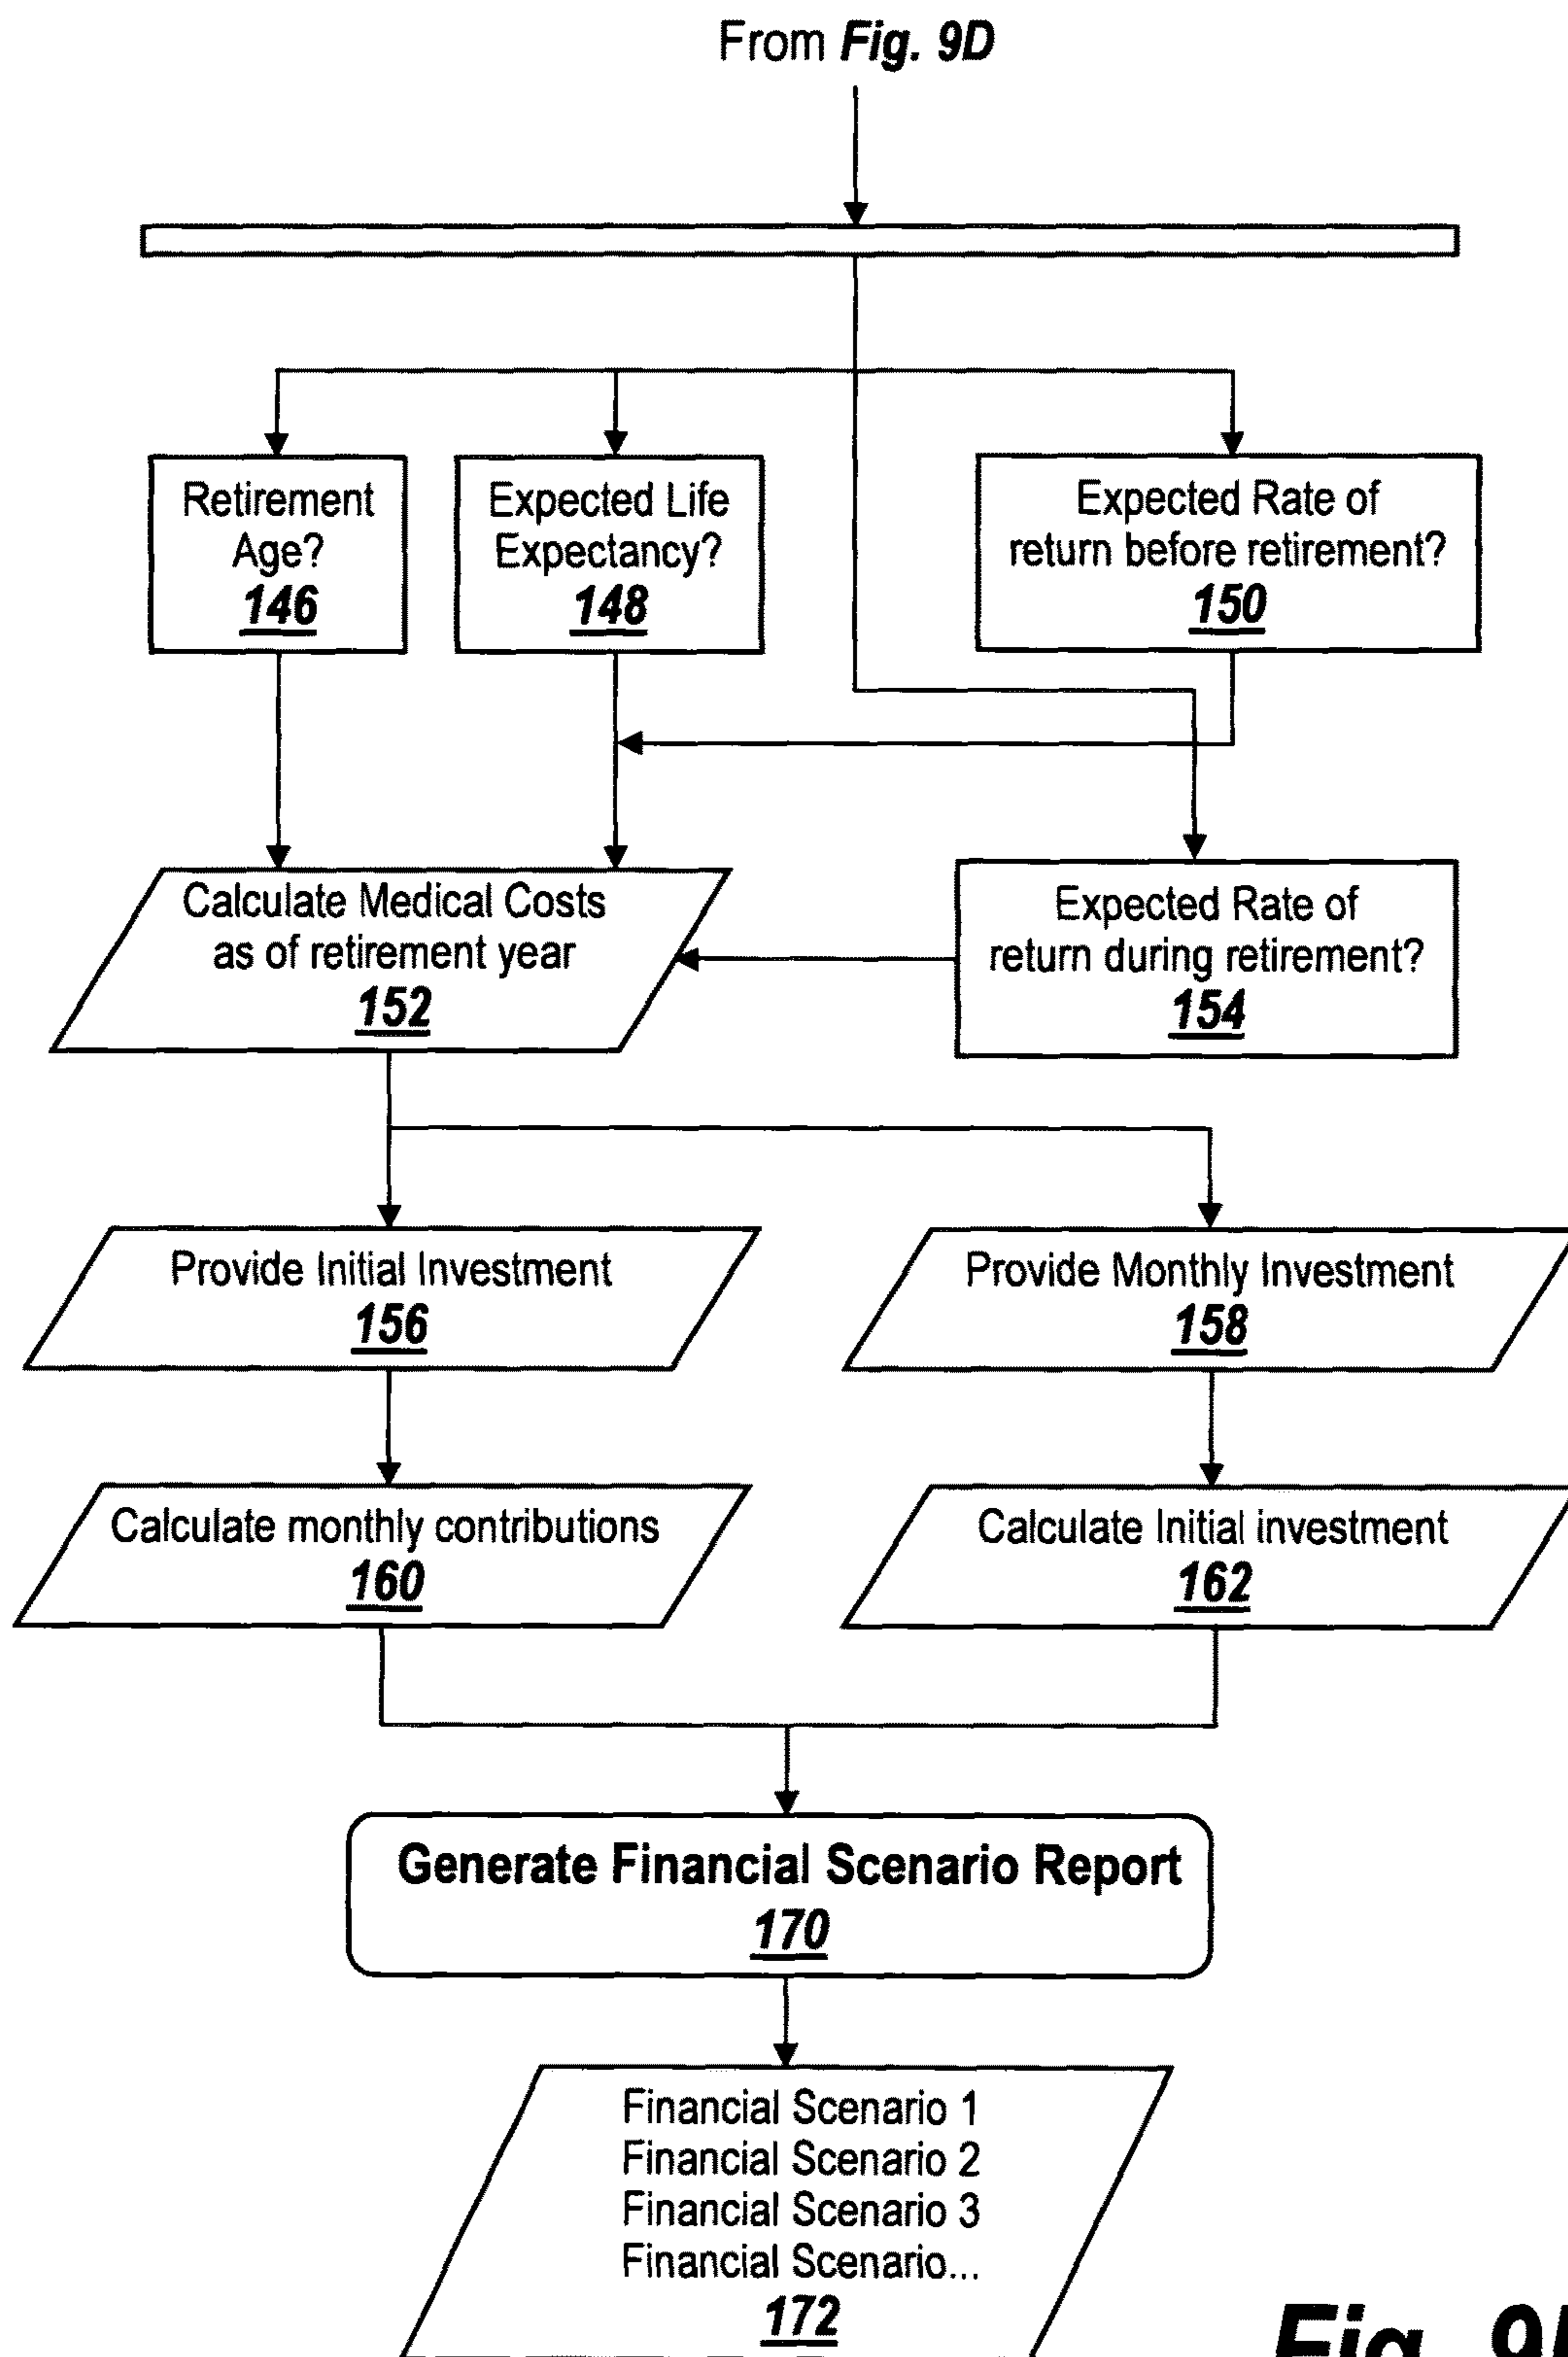 From Fig. 9D
Retirement
Age?
146
Expected Life
Expectancy?
148
Expected Rate of
return before retirement?
150
Calculate Medical Costs
as of retirement year
152
Expected Rate of
return during retirement?
154
Provide Initial Investment
156
Provide Monthly Investment
158
Calculate monthly contributions
160
Calculate Initial investment
162
Generate Financial Scenario Report
170
Financial Scenario 1
Financial Scenario 2
Financial Scenario 3
Financial Scenario...
172
Fig.